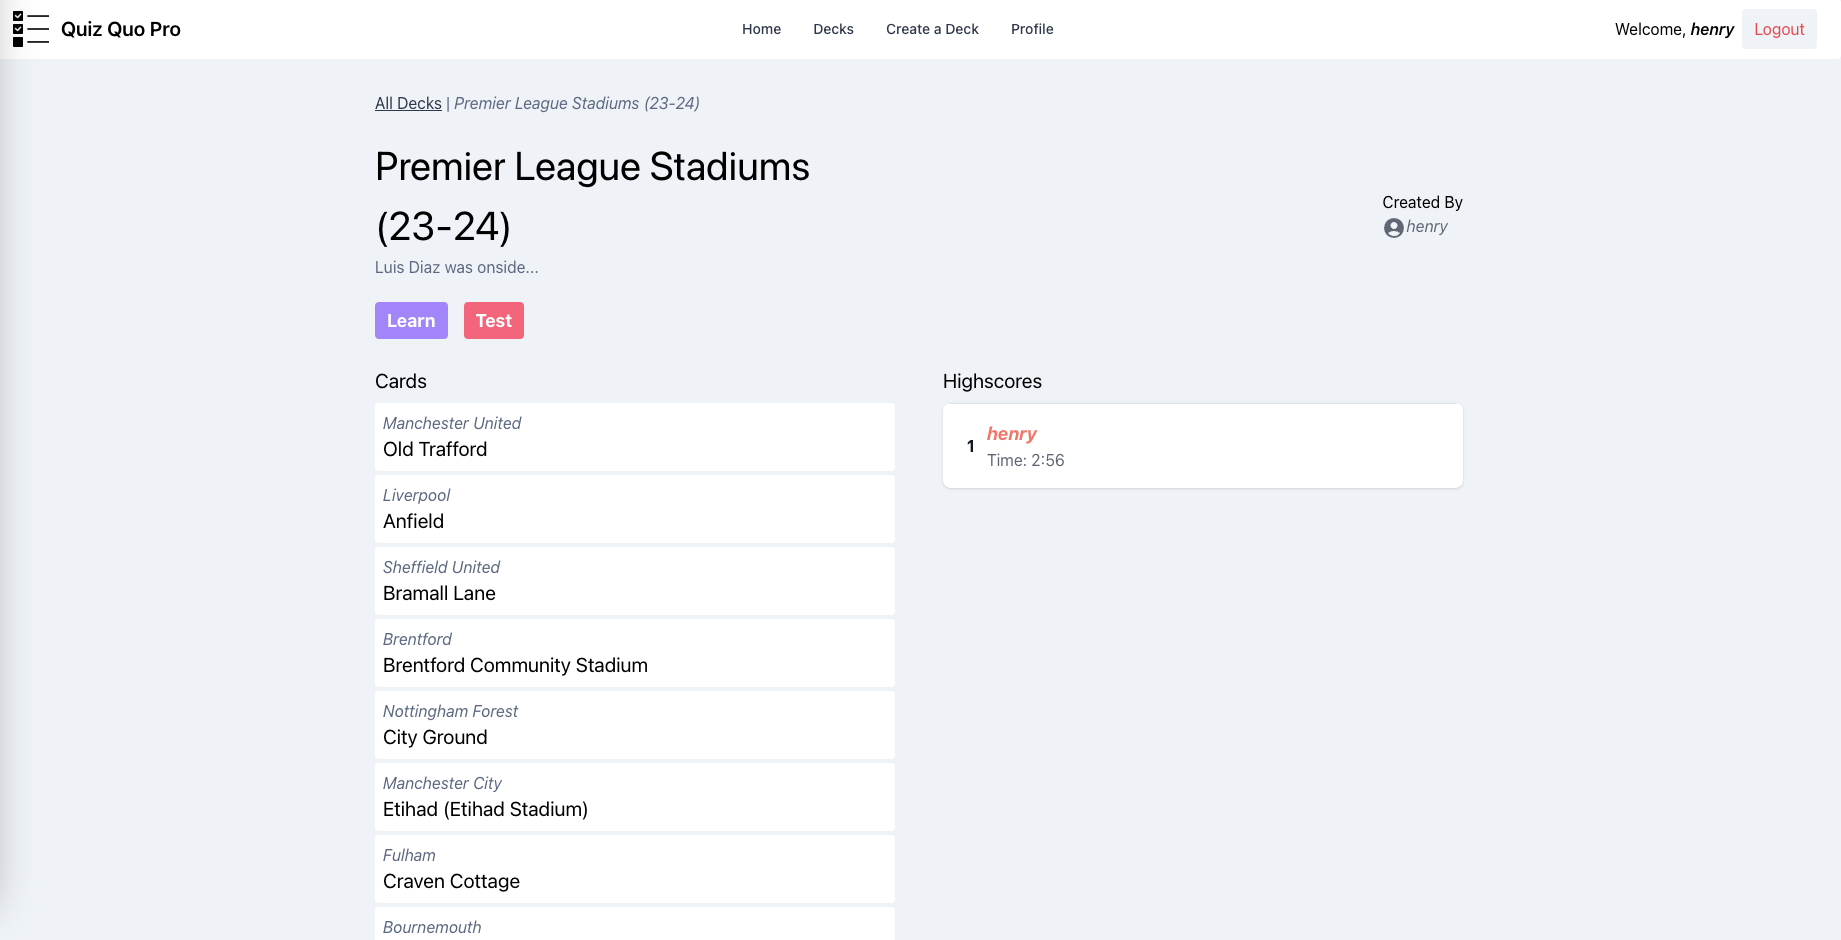 Quiz Quo Pro
Home Decks Create a Deck Profile
Welcome, henry Logout
All Decks | Premier League Stadiums (23-24)
Premier League Stadiums
(23-24)
Luis Diaz was onside...
Created By
henry
Learn Test
Cards
Manchester United
Old Trafford
Liverpool
Anfield
Sheffield United
Bramall Lane
Brentford
Brentford Community Stadium
Nottingham Forest
City Ground
Manchester City
Etihad (Etihad Stadium)
Fulham
Craven Cottage
Bournemouth
Highscores
1
henry
Time: 2:56